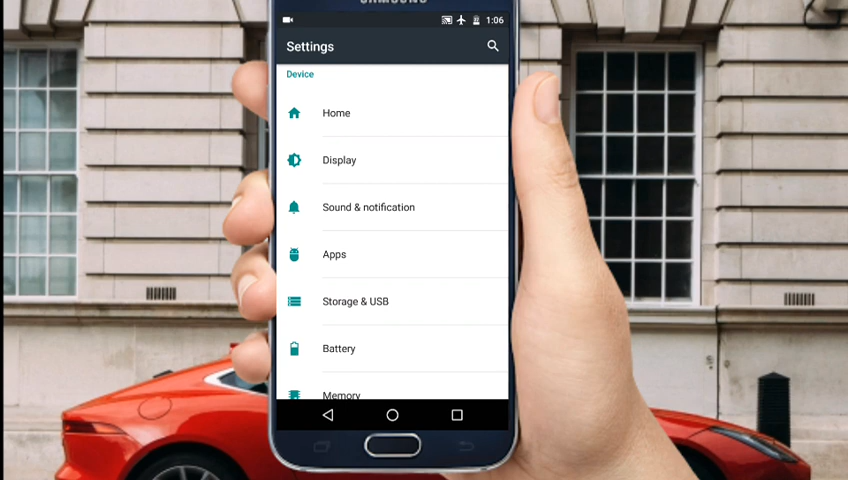 SAMSUNG
1:06
Settings
Device
Home
Display
Sound & notification
Apps
Storage & USB
Battery
Memory